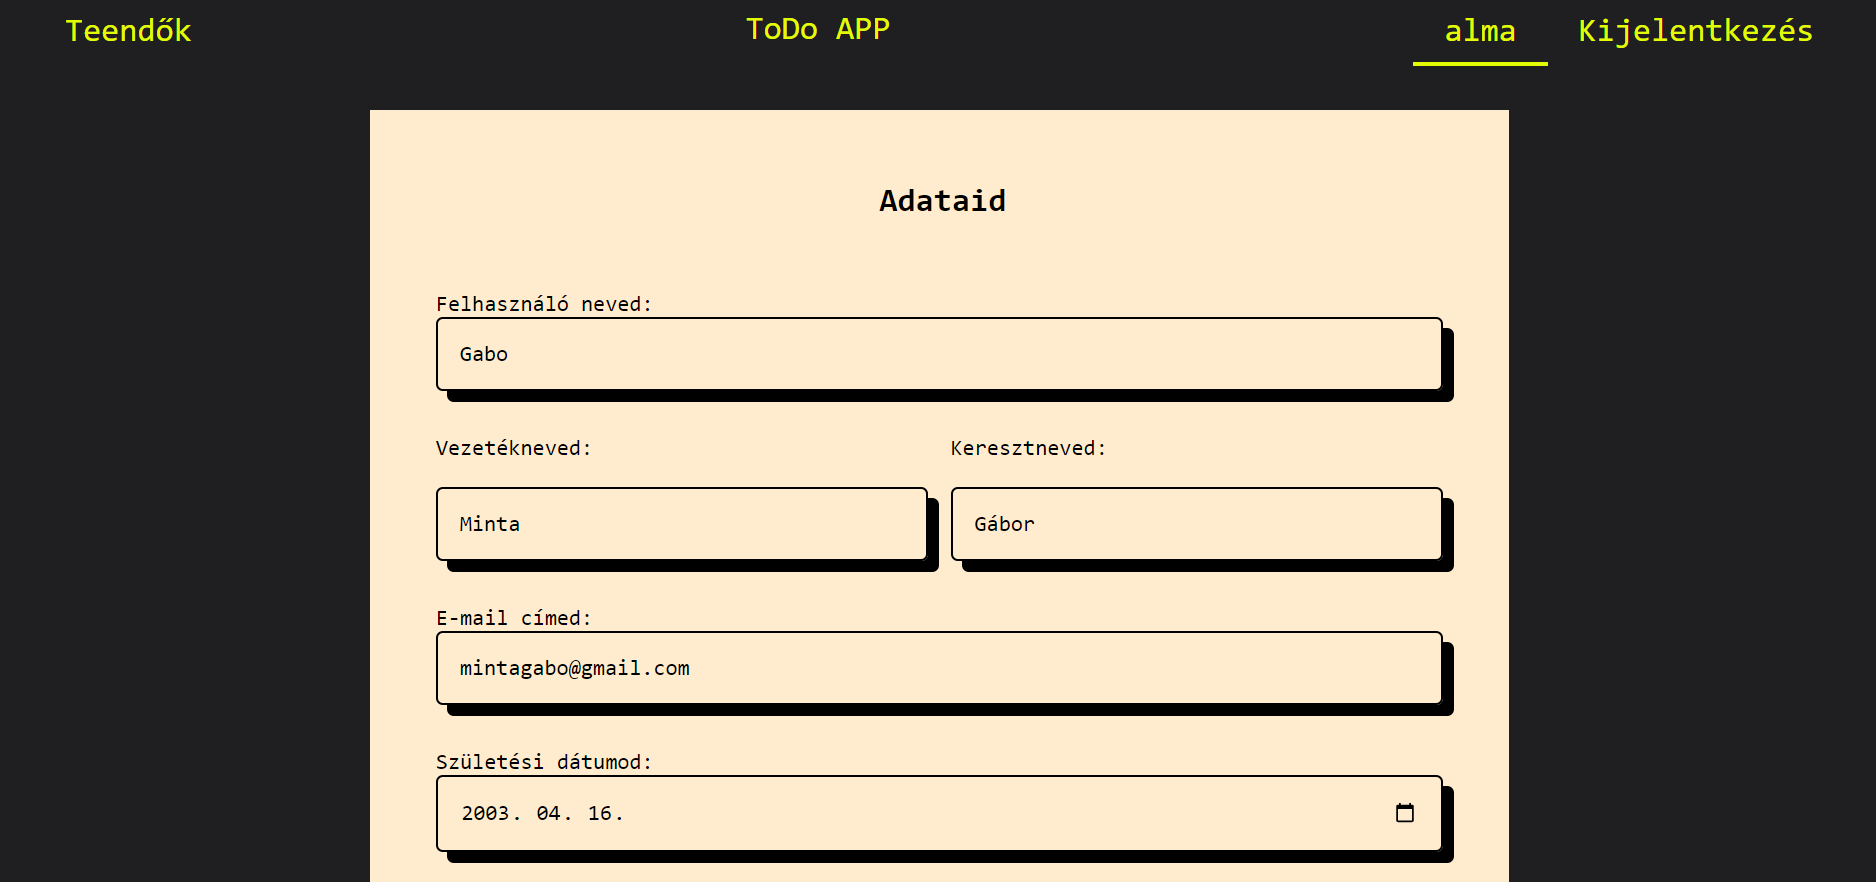 Teendők ToDo APP alma Kijelentkezés
Adataid
Felhasználó neved:
Gabo
Vezetékneved: Keresztneved:
Minta Gábor
E-mail címed:
mintagabo@gmail.com
Születési dátumod:
2003. 04. 16.